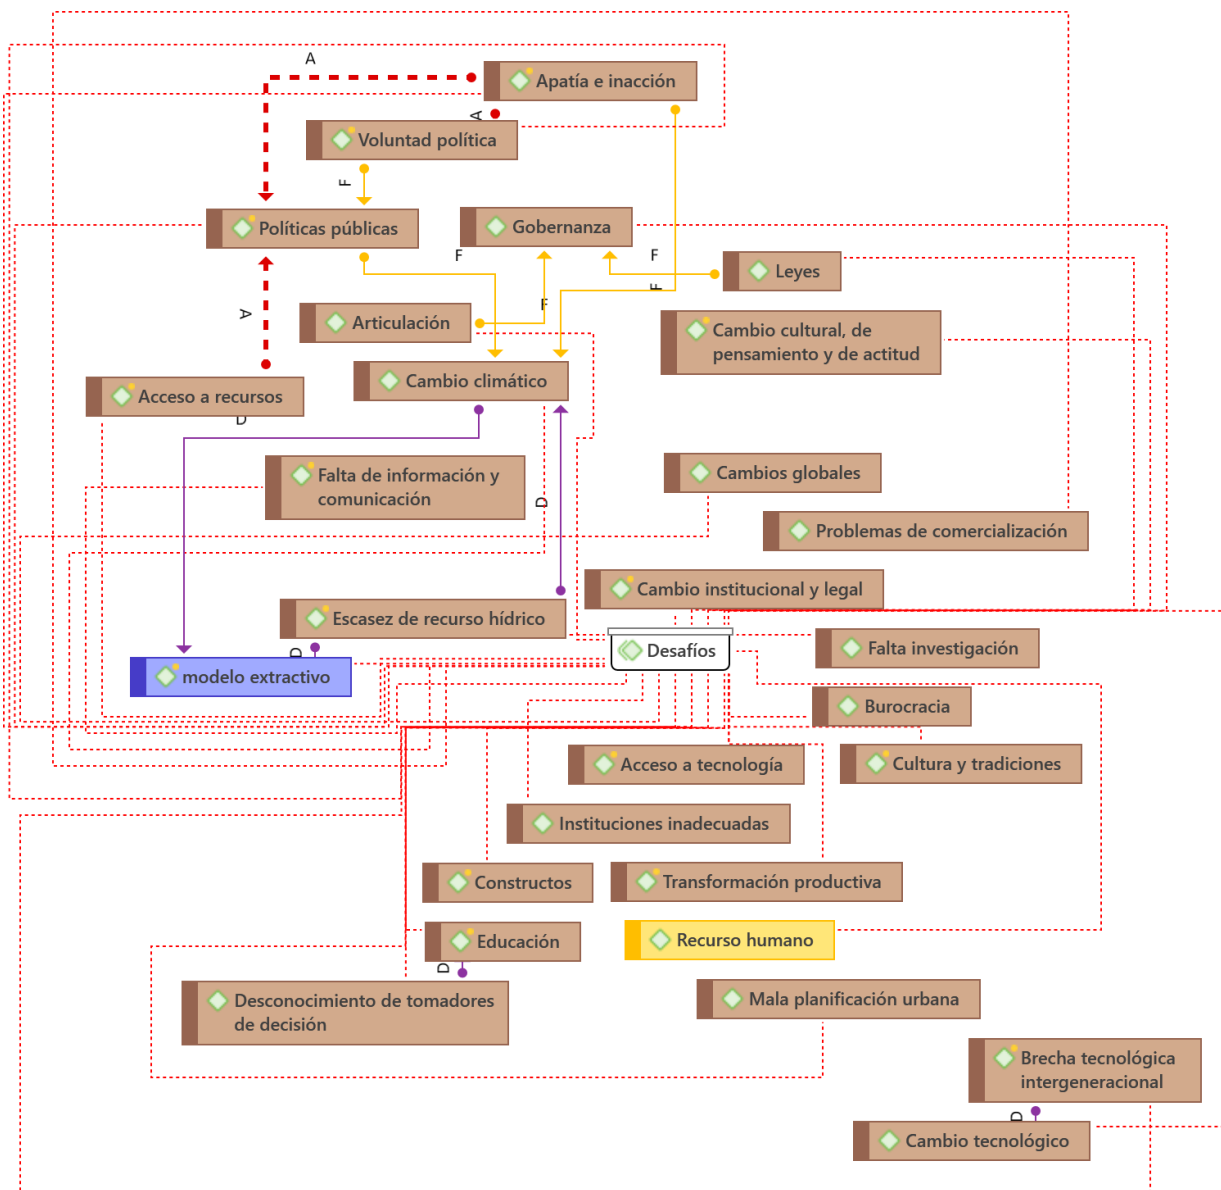 A
Apatía e inacción
A
Voluntad política
F
Políticas públicas
Gobernanza
F
F
Leyes
F
F
A
Articulación
Cambio cultural, de
pensamiento y de actitud
Cambio climático
Acceso a recursos
D
Falta de información y
comunicación
Cambios globales
D
Problemas de comercialización
Cambio institucional y legal
Escasez de recurso hídrico
Desafíos
Falta investigación
D
modelo extractivo
Burocracia
Acceso a tecnología
Cultura y tradiciones
Instituciones inadecuadas
Constructos
Transformación productiva
Educación
Recurso humano
D
Desconocimiento de tomadores
de decisión
Mala planificación urbana
Brecha tecnológica
intergeneracional
D
Cambio tecnológico